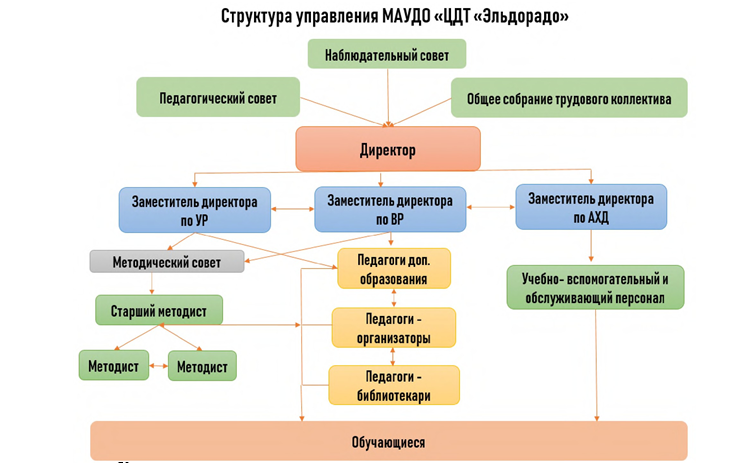 Структура управления МАУДО «ЦДТ «Эльдорадо»
Наблюдательный совет
Педагогический совет
Общее собрание трудового коллектива
Директор
Заместитель директора
по УР
Заместитель директора
по ВР
Заместитель директора
по АХД
Методический совет
Педагоги доп.
образования
Учебно- вспомогательный и
обслуживающий персонал
Старший методист
Педагоги -
организаторы
Методист
Методист
Педагоги -
библиотекари
Обучающиеся